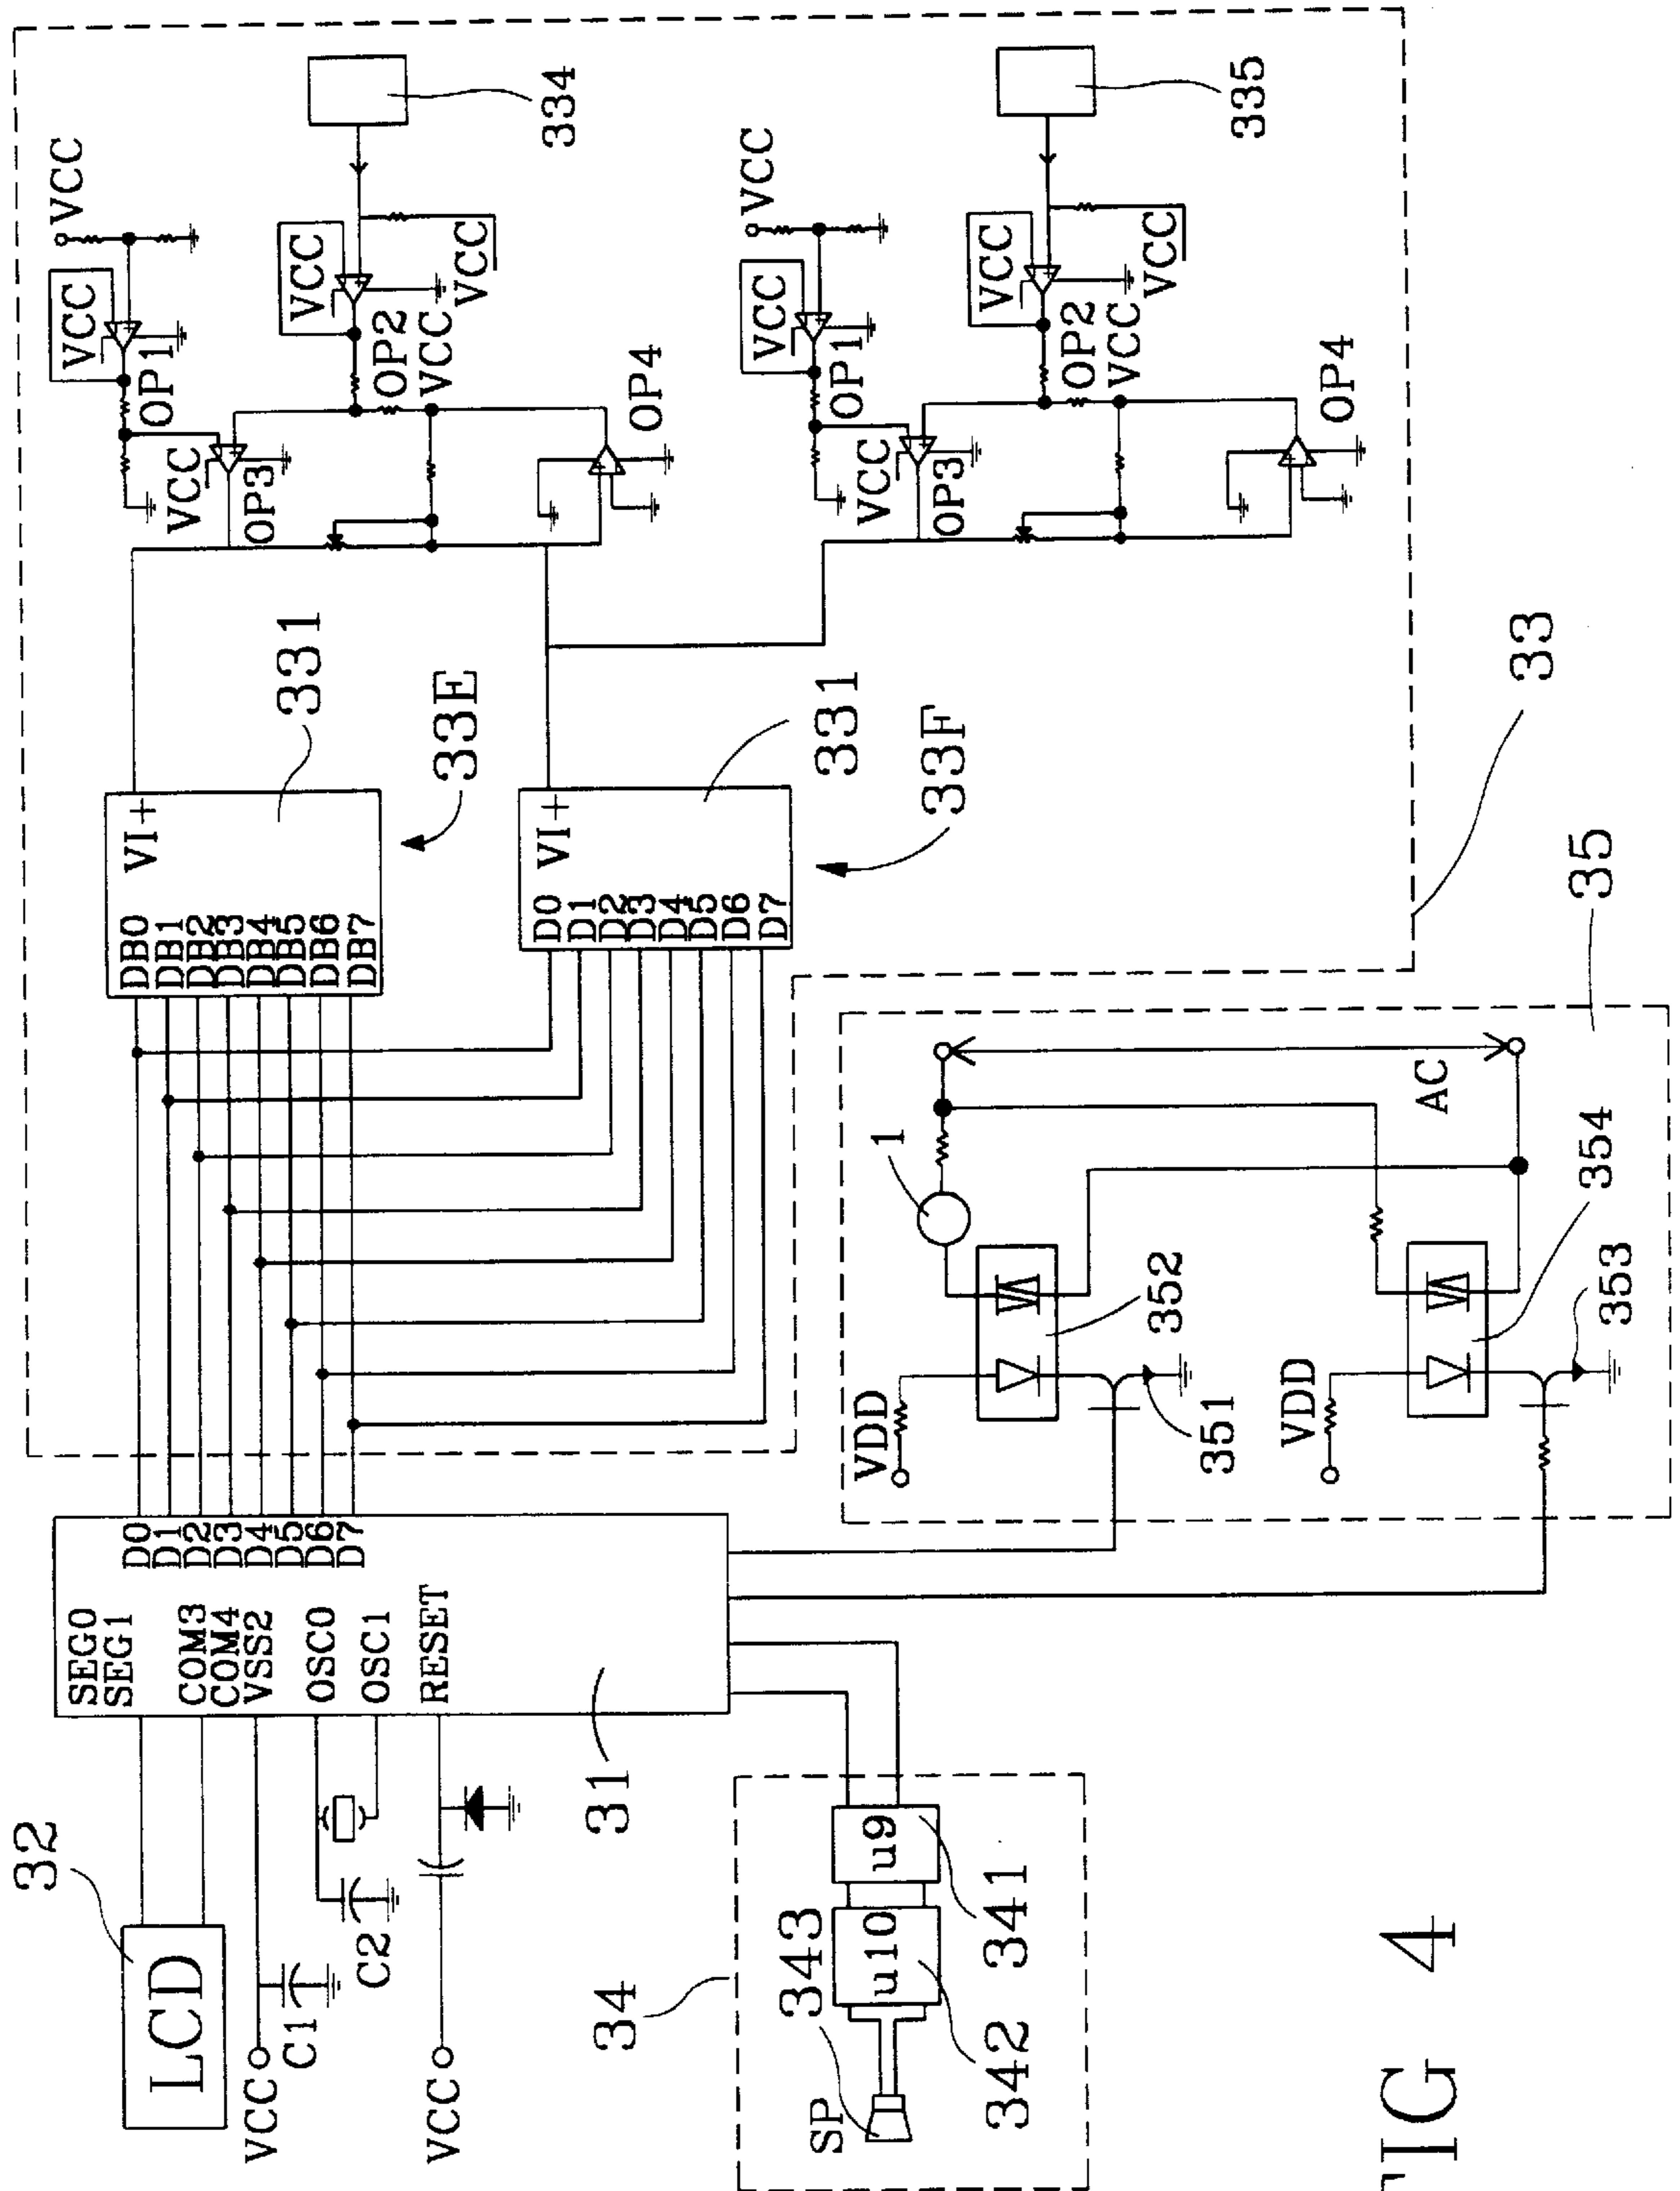 VCC
VCC
OP1
VCC
OP3
VCC
OP2
VCC
VCC
334
OP4
VCC
VCC
OP1
VCC
OP3
VCC
OP2
VCC
VCC
335
OP4
331
33E
VI+
DB0
DB1
DB2
DB3
DB4
DB5
DB6
DB7
331
33F
VI+
D0
D1
D2
D3
D4
D5
D6
D7
33
35
1
AC
352
351
VDD
354
353
VDD
D0
D1
D2
D3
D4
D5
D6
D7
SEG0
SEG1
COM3
COM4
VSS2
OSC0
OSC1
RESET
31
32
LCD
VCC
C1
C2
VCC
34
343
SP
u10
u9
342
341
FIG 4